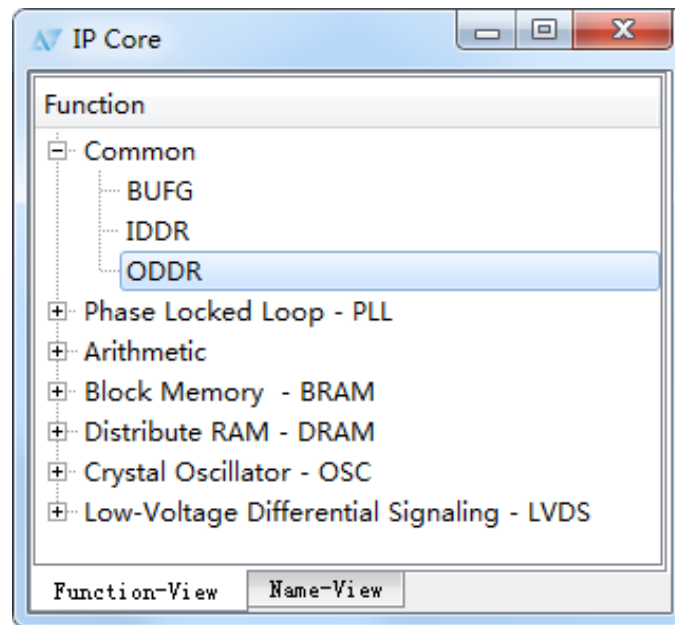 IP Core
Function
Common
BUFG
IDDR
ODDR
Phase Locked Loop - PLL
Arithmetic
Block Memory - BRAM
Distribute RAM - DRAM
Crystal Oscillator - OSC
Low-Voltage Differential Signaling - LVDS
Function-View Name-View